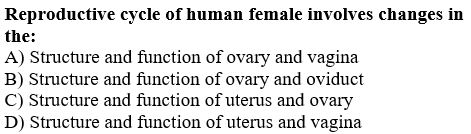 Reproductive cycle of human female involves changes in
the:
A) Structure and function of ovary and vagina
B) Structure and function of ovary and oviduct
C) Structure and function of uterus and ovary
D) Structure and function of uterus and vagina